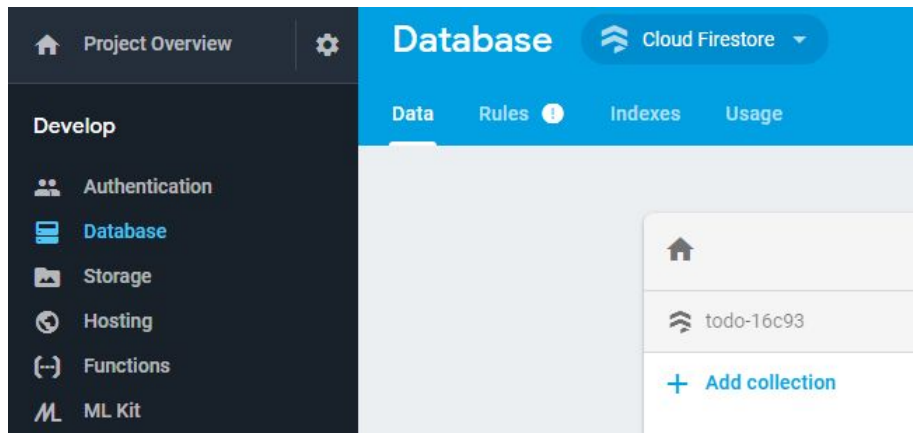 Project Overview
Develop
Authentication
Database
Storage
Hosting
Functions
ML Kit
Database Cloud Firestore
Data Rules Indexes Usage
todo-16c93
+ Add collection